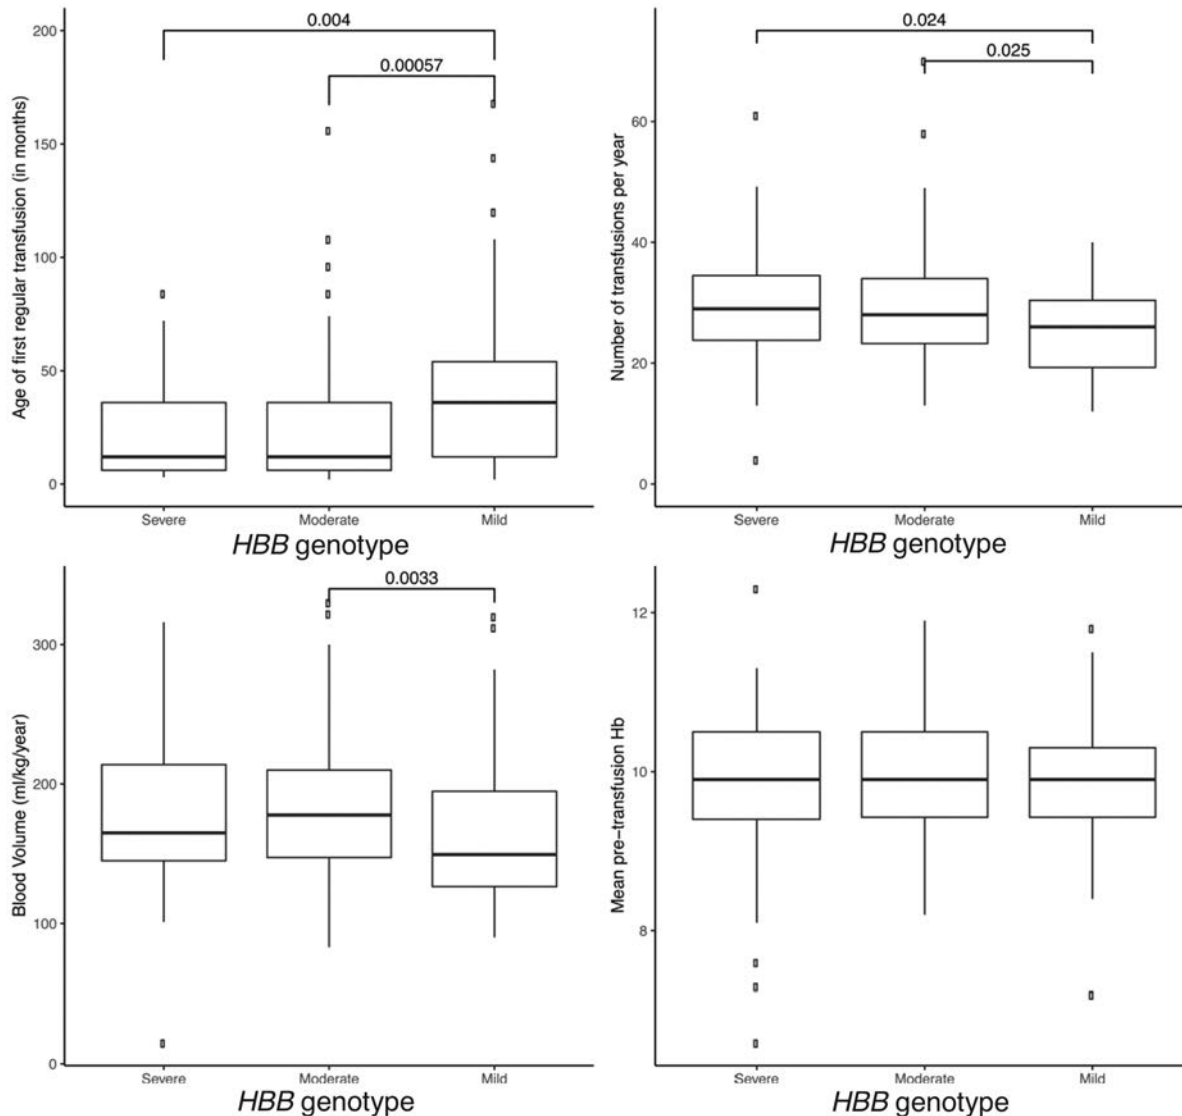 0.004
200
0.00057
150
100
50
0
Age of first regular transfusion (in months)
Severe Moderate Mild
HBB genotype
0.024
0.025
60
40
20
0
Number of transfusions per year
Severe Moderate Mild
HBB genotype
0.0033
300
200
100
0
Blood Volume (ml/kg/year)
Severe Moderate Mild
HBB genotype
12
10
8
Mean pre-transfusion Hb
Severe Moderate Mild
HBB genotype